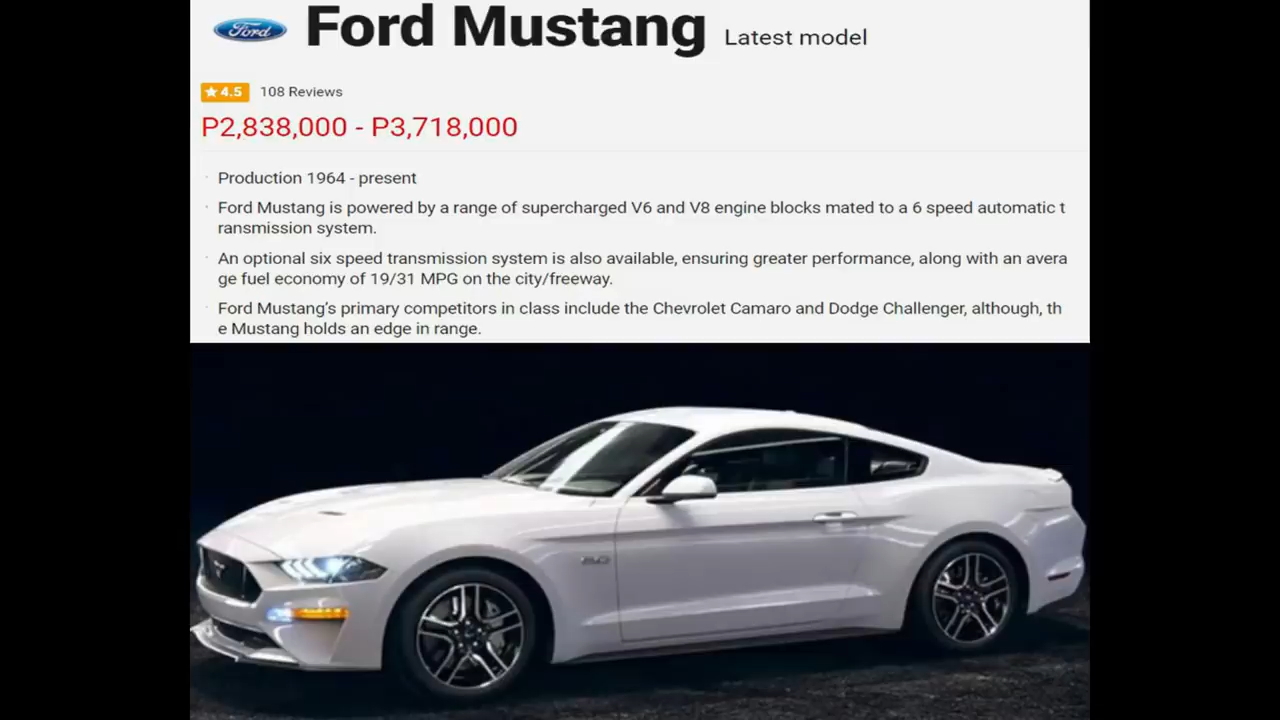 Ford
Ford Mustang Latest model
4.5 108 Reviews
P2,838,000 - P3,718,000
Production 1964 - present
Ford Mustang is powered by a range of supercharged V6 and V8 engine blocks mated to a 6 speed automatic t
ransmission system.
An optional six speed transmission system is also available, ensuring greater performance, along with an avera
ge fuel economy of 19/31 MPG on the city/freeway.
Ford Mustang's primary competitors in class include the Chevrolet Camaro and Dodge Challenger, although, th
e Mustang holds an edge in range.
5.0